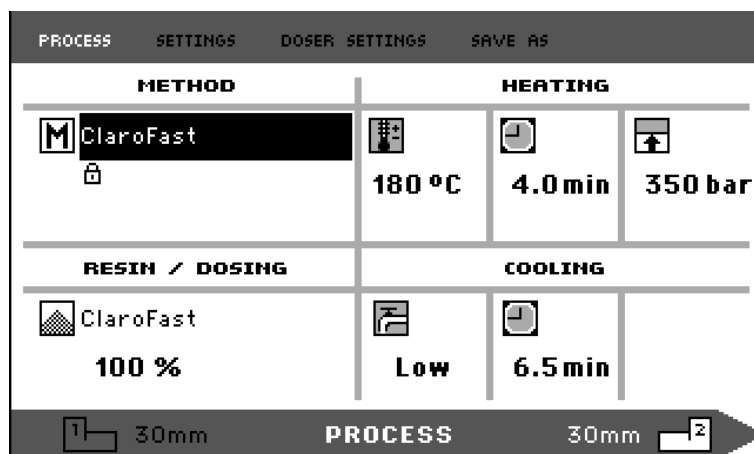 PROCESS SETTINGS DOSER SETTINGS SAVE AS
METHOD HEATING
M ClaroFast
180 ºC 4.0 min 350 bar
RESIN / DOSING COOLING
ClaroFast
100 % Low 6.5 min
1 30mm PROCESS 30mm 2